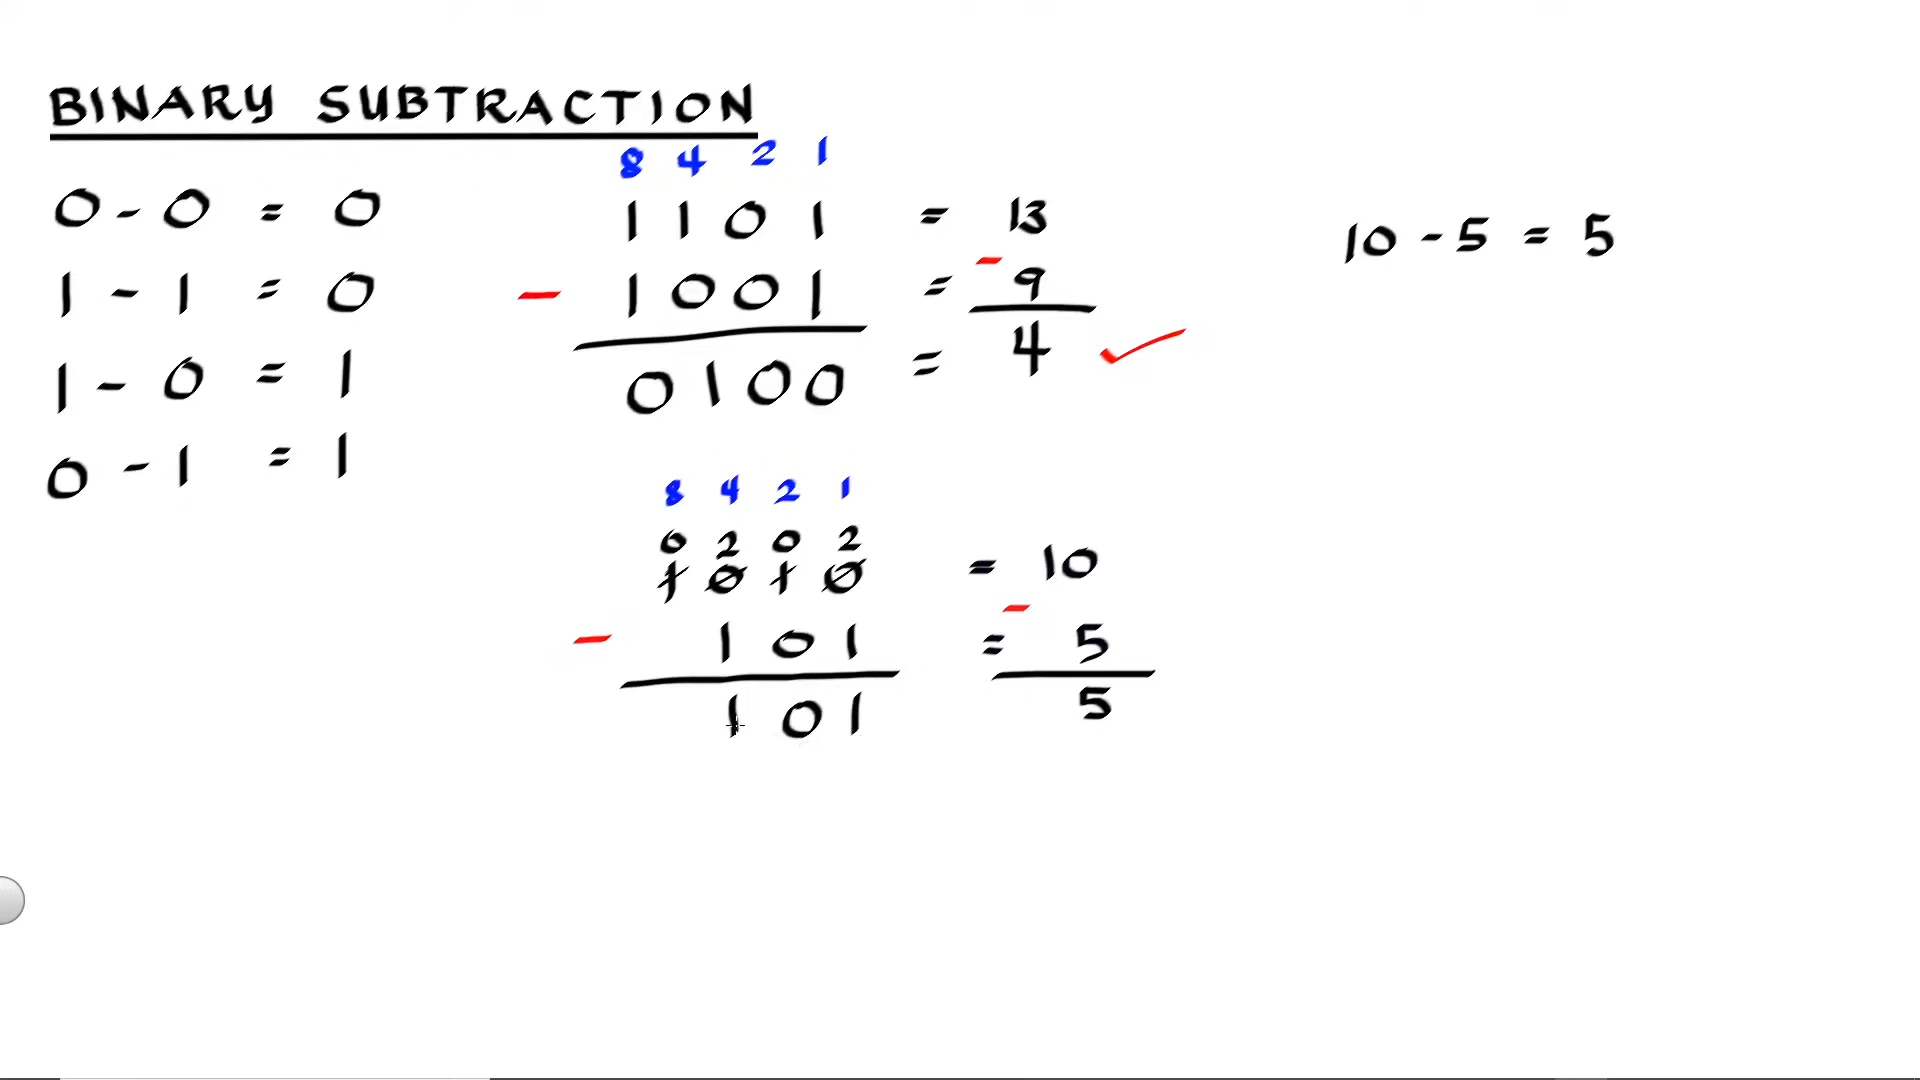 BINARY SUBTRACTION
0 - 0 = 0
1 - 1 = 0
1 - 0 = 1
0 - 1 = 1
8 4 2 1
1 1 0 1 = 13
- 1 0 0 1 = - 9
0 1 0 0 = 4 ✓
8 4 2 1
0 2 0 2
1 0 1 0 = 10
- 1 0 1 = - 5
1 0 1 5
10 - 5 = 5